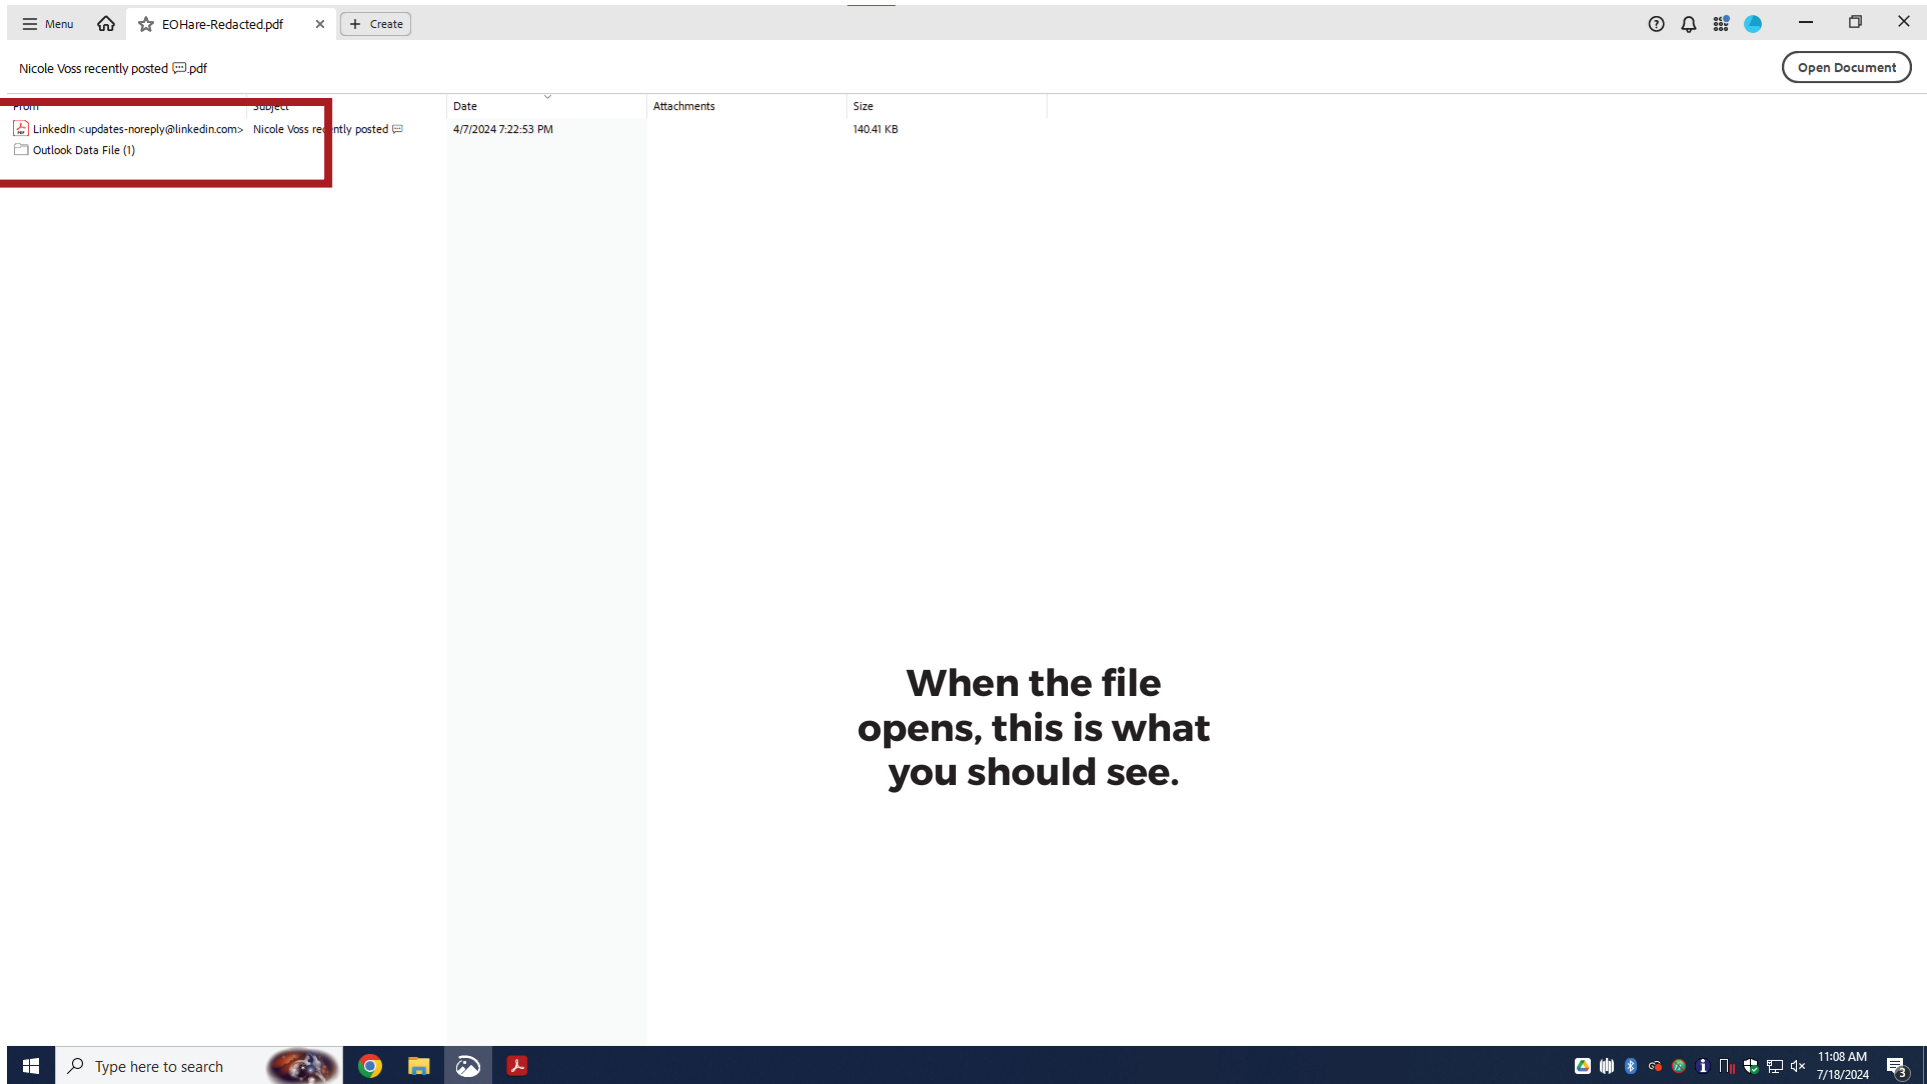 Menu
EOHare-Redacted.pdf
Create
Nicole Voss recently posted 💬.pdf
Open Document
From Subject Date Attachments Size
LinkedIn <updates-noreply@linkedin.com> Nicole Voss recently posted 💬 4/7/2024 7:22:53 PM 140.41 KB
Outlook Data File (1)
When the file
opens, this is what
you should see.
Type here to search
11:08 AM
7/18/2024
3